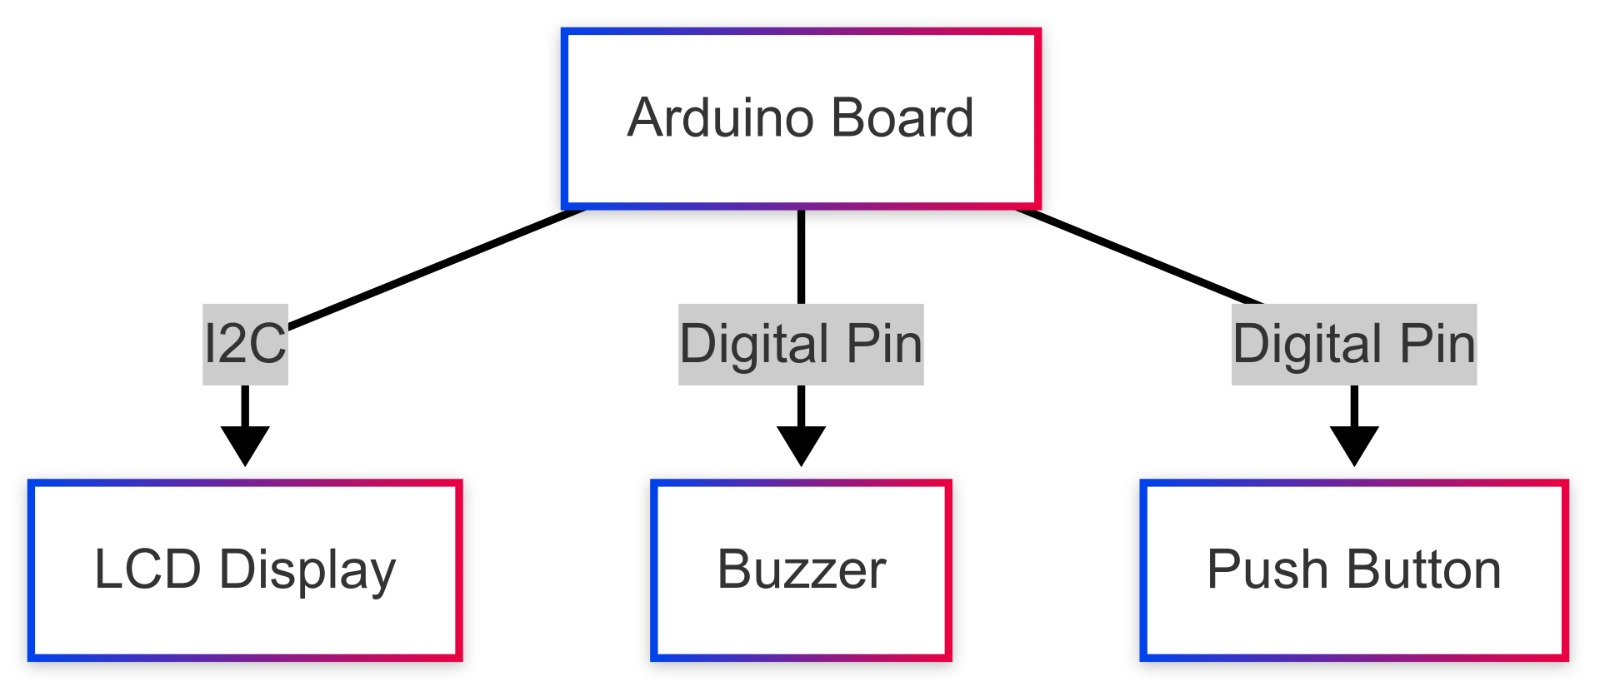 Arduino Board
I2C
Digital Pin
Digital Pin
LCD Display
Buzzer
Push Button